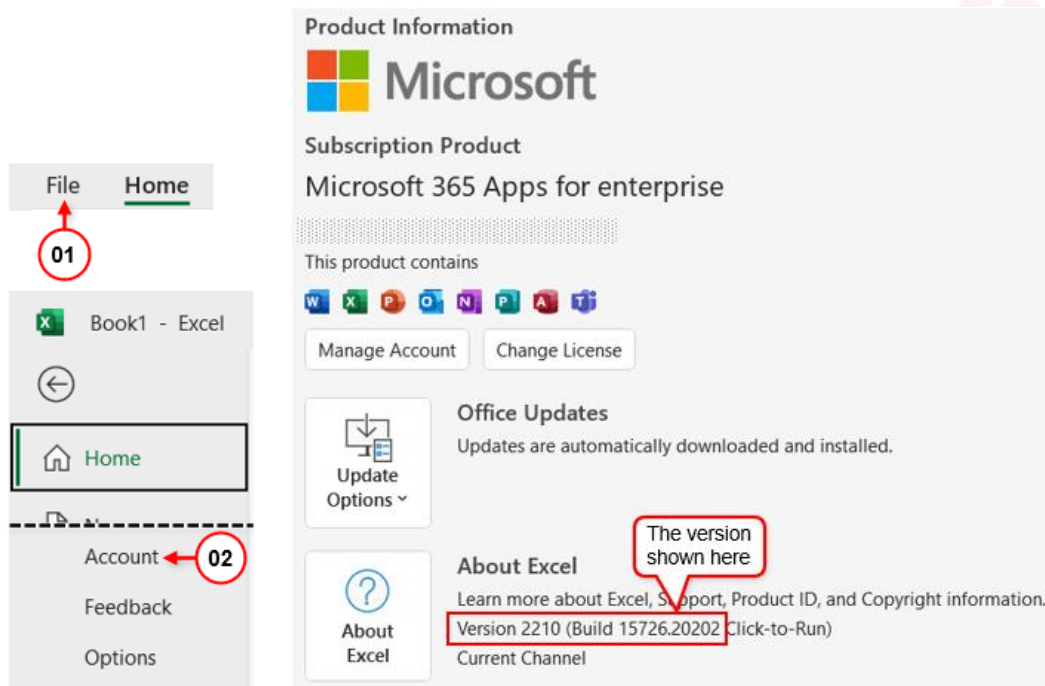 File Home
01
Book1 - Excel
Home
Account
02
Feedback
Options
Product Information
Microsoft
Subscription Product
Microsoft 365 Apps for enterprise
This product contains
Manage Account Change License
Update
Options
Office Updates
Updates are automatically downloaded and installed.
The version
shown here
About
Excel
About Excel
Learn more about Excel, Support, Product ID, and Copyright information.
Version 2210 (Build 15726.20202 Click-to-Run)
Current Channel